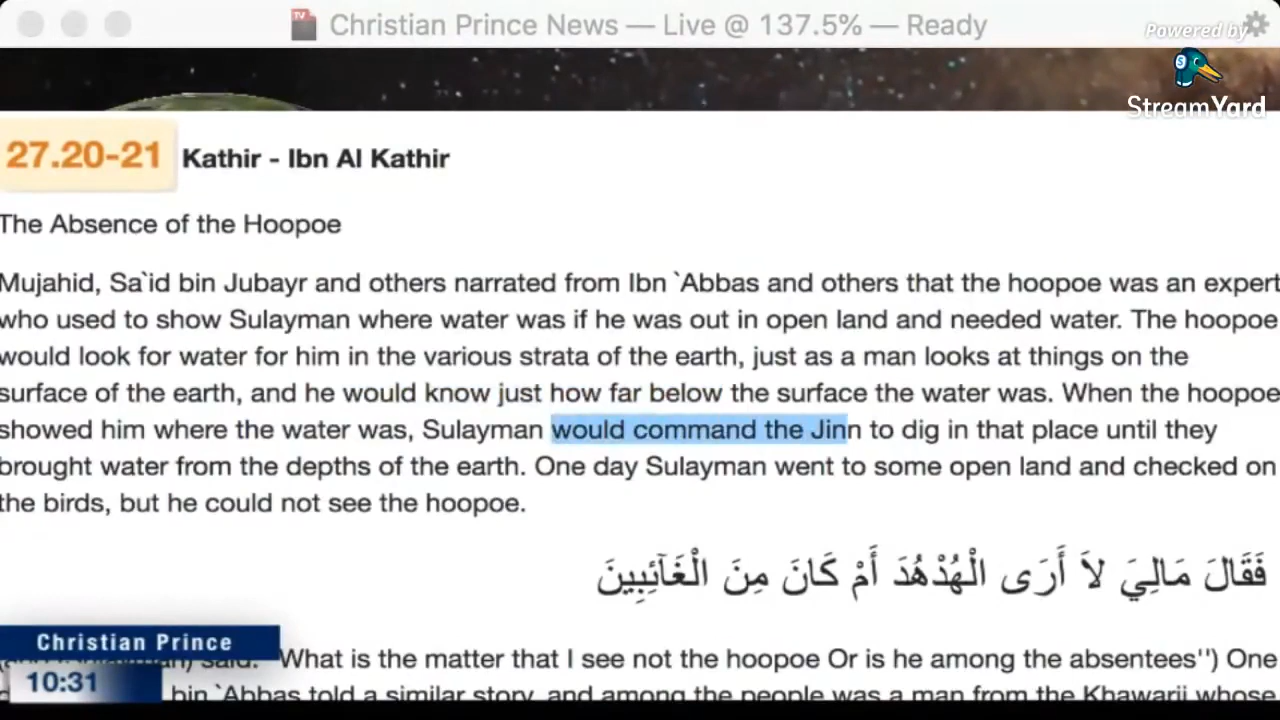 Christian Prince News — Live @ 137.5% — Ready
Powered by
StreamYard
27.20-21 Kathir - Ibn Al Kathir
The Absence of the Hoopoe
Mujahid, Sa`id bin Jubayr and others narrated from Ibn `Abbas and others that the hoopoe was an expert
who used to show Sulayman where water was if he was out in open land and needed water. The hoopoe
would look for water for him in the various strata of the earth, just as a man looks at things on the
surface of the earth, and he would know just how far below the surface the water was. When the hoopoe
showed him where the water was, Sulayman would command the Jinn to dig in that place until they
brought water from the depths of the earth. One day Sulayman went to some open land and checked on
the birds, but he could not see the hoopoe.
فَقَالَ مَالِيَ لاَ أَرَى الْهُدْهُدَ أَمْ كَانَ مِنَ الْغَآئِبِينَ
Christian Prince
said: "What is the matter that I see not the hoopoe Or is he among the absentees'') One
10:31
bin `Abbas told a similar story, and among the people was a man from the Khawarij whose